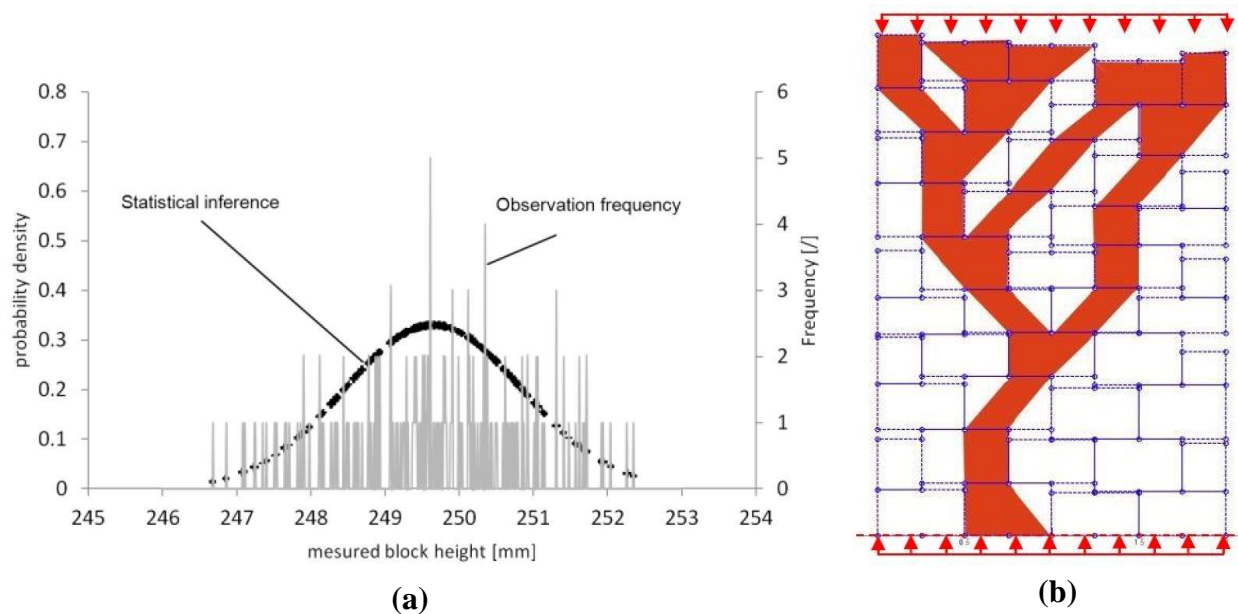 0.8
0.7
0.6
0.5
0.4
0.3
0.2
0.1
0
probability density
Statistical inference
Observation frequency
6
5
4
3
2
1
0
Frequency [/]
245 246 247 248 249 250 251 252 253 254
mesured block height [mm]
(a)
1.5
(b)